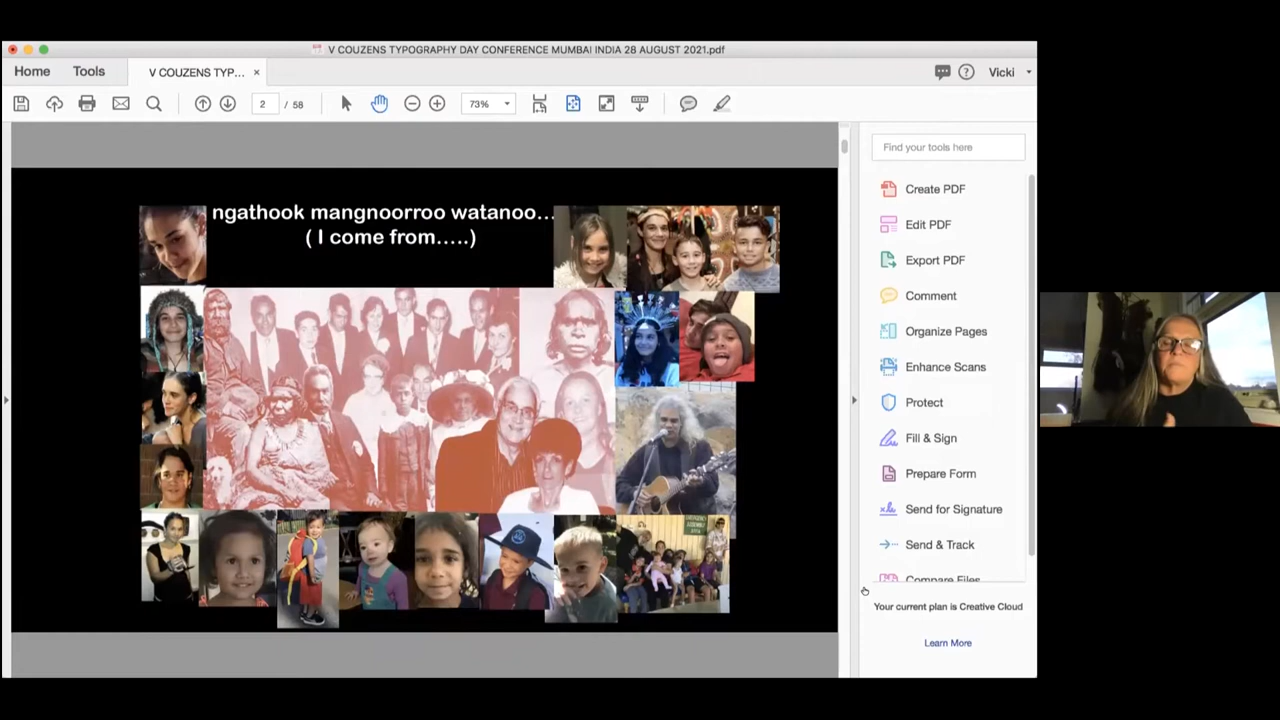 V COUZENS TYPOGRAPHY DAY CONFERENCE MUMBAI INDIA 28 AUGUST 2021.pdf
Home Tools V COUZENS TYP... × Vicki
2 / 58 73%
ngathook mangnoorroo watanoo...
( I come from.....)
Find your tools here
Create PDF
Edit PDF
Export PDF
Comment
Organize Pages
Enhance Scans
Protect
Fill & Sign
Prepare Form
Send for Signature
Send & Track
Compare Files
Your current plan is Creative Cloud
Learn More